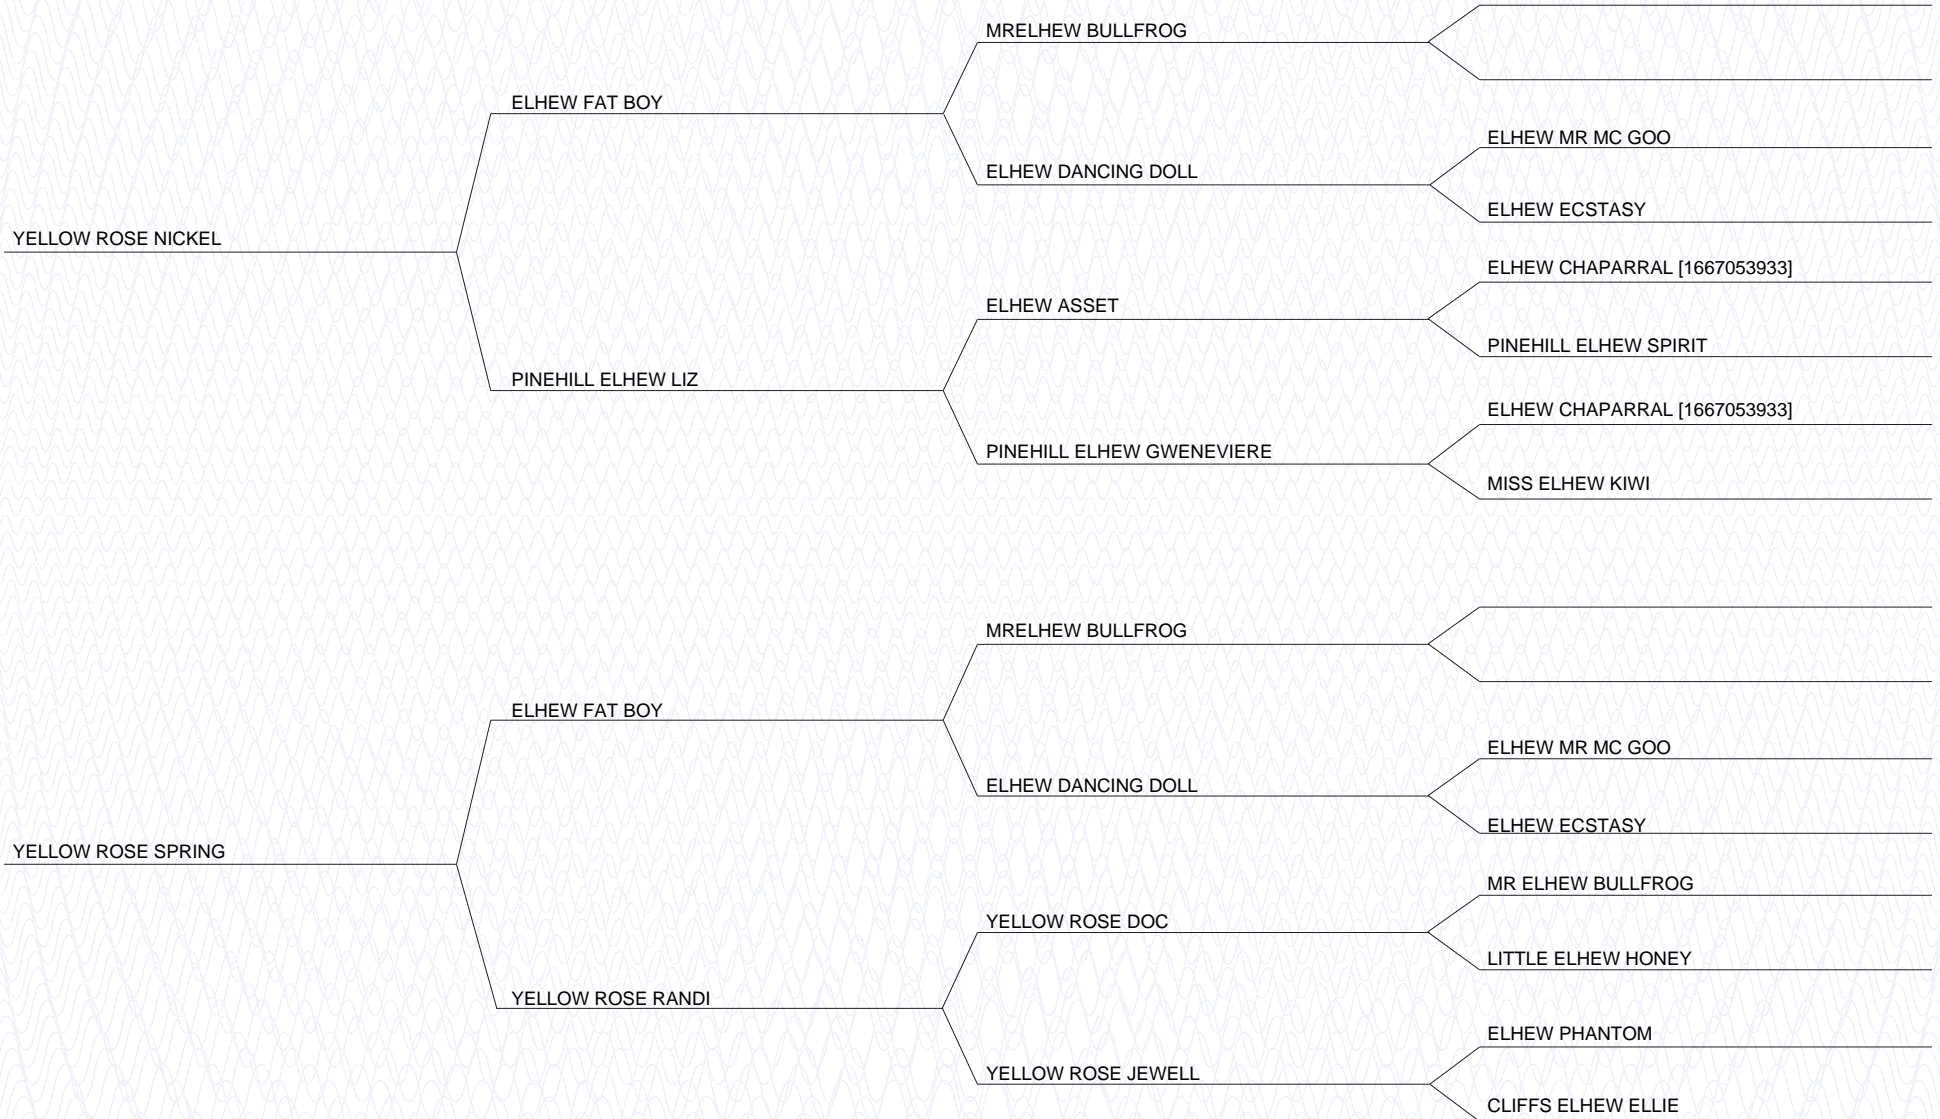 MRELHEW BULLFROG
ELHEW FAT BOY
ELHEW MR MC GOO
ELHEW DANCING DOLL
ELHEW ECSTASY
YELLOW ROSE NICKEL
ELHEW CHAPARRAL [1667053933]
ELHEW ASSET
PINEHILL ELHEW SPIRIT
PINEHILL ELHEW LIZ
ELHEW CHAPARRAL [1667053933]
PINEHILL ELHEW GWENEVIERE
MISS ELHEW KIWI
MRELHEW BULLFROG
ELHEW FAT BOY
ELHEW MR MC GOO
ELHEW DANCING DOLL
ELHEW ECSTASY
YELLOW ROSE SPRING
MR ELHEW BULLFROG
YELLOW ROSE DOC
LITTLE ELHEW HONEY
YELLOW ROSE RANDI
ELHEW PHANTOM
YELLOW ROSE JEWELL
CLIFFS ELHEW ELLIE